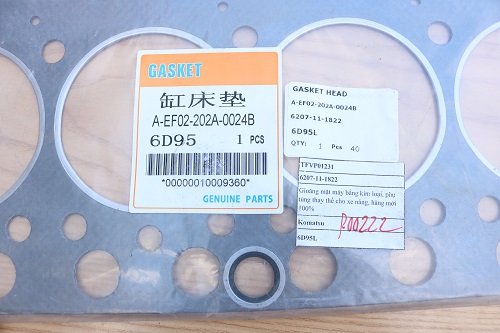 GASKET
缸床垫
A-EF02-202A-0024B
6D95 1 PCS
*00000010009360*
GENUINE PARTS
GASKET HEAD
A-EF02-202A-0024B
6207-11-1822
6D95L
QTY: 1 Pcs 40
TFVP01231
6207-11-1822
Gioăng mặt máy bằng kim loại, phụ
tùng thay thế cho xe nâng, hàng mới
100%
Komatsu
P00222
6D95L